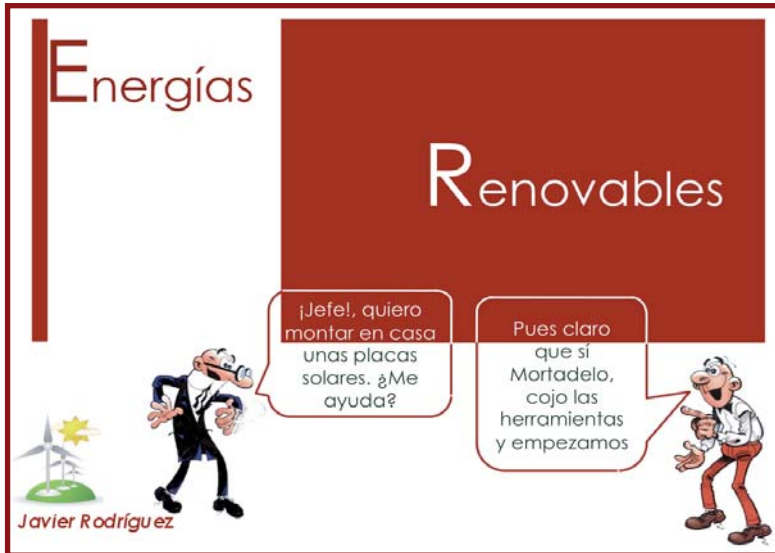 Energías
Renovables
¡Jefe!, quiero
montar en casa
unas placas
solares. ¿Me
ayuda?
Pues claro
que sí
Mortadelo,
cojo las
herramientas
y empezamos
Javier Rodríguez